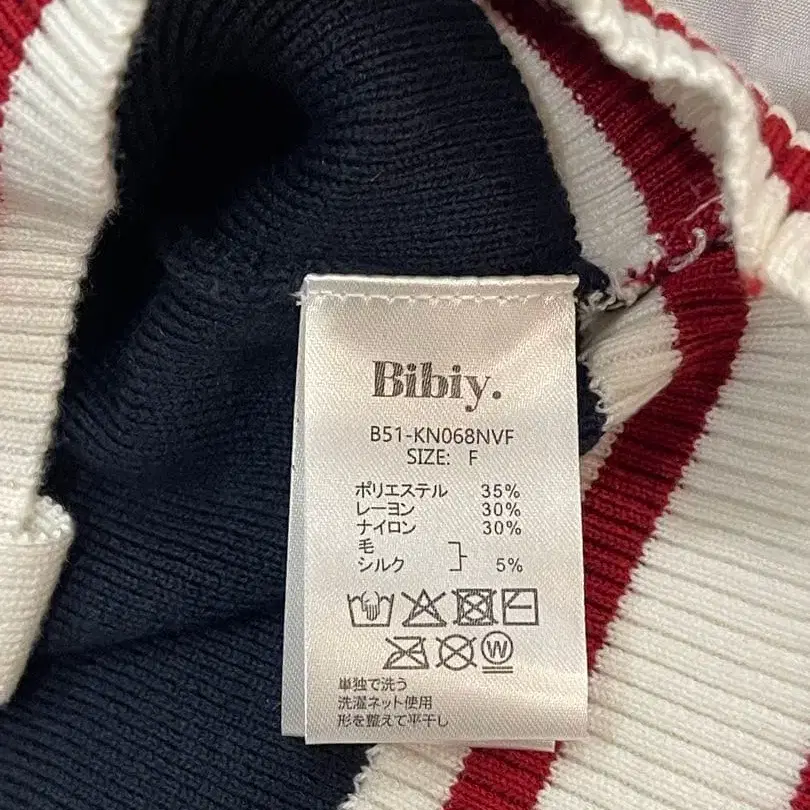 Bibiy.
B51-KN068NVF
SIZE: F
ポリエステル 35%
レーヨン 30%
ナイロン 30%
毛
シルク 5%
W
単独で洗う
洗濯ネット使用
形を整えて平干し